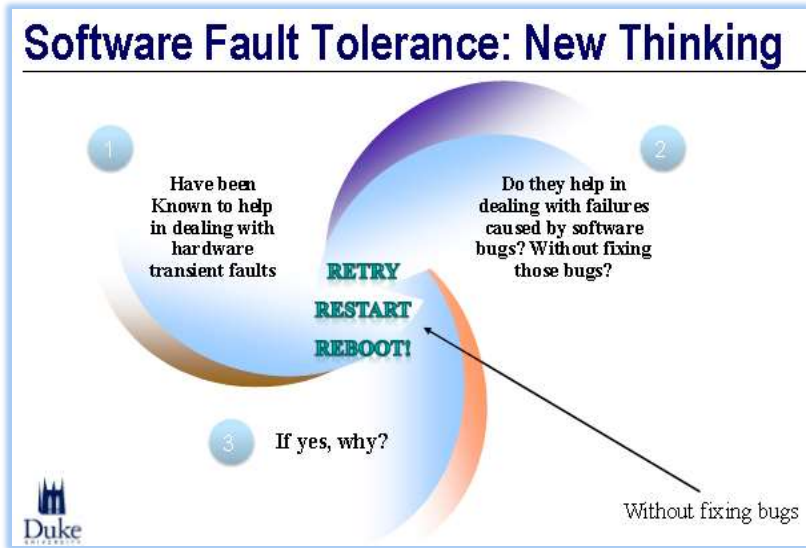 Software Fault Tolerance: New Thinking
1
Have been
Known to help
in dealing with
hardware
transient faults
2
Do they help in
dealing with failures
caused by software
bugs? Without fixing
those bugs?
RETRY
RESTART
REBOOT!
3
If yes, why?
Without fixing bugs
Duke
UNIVERSITY